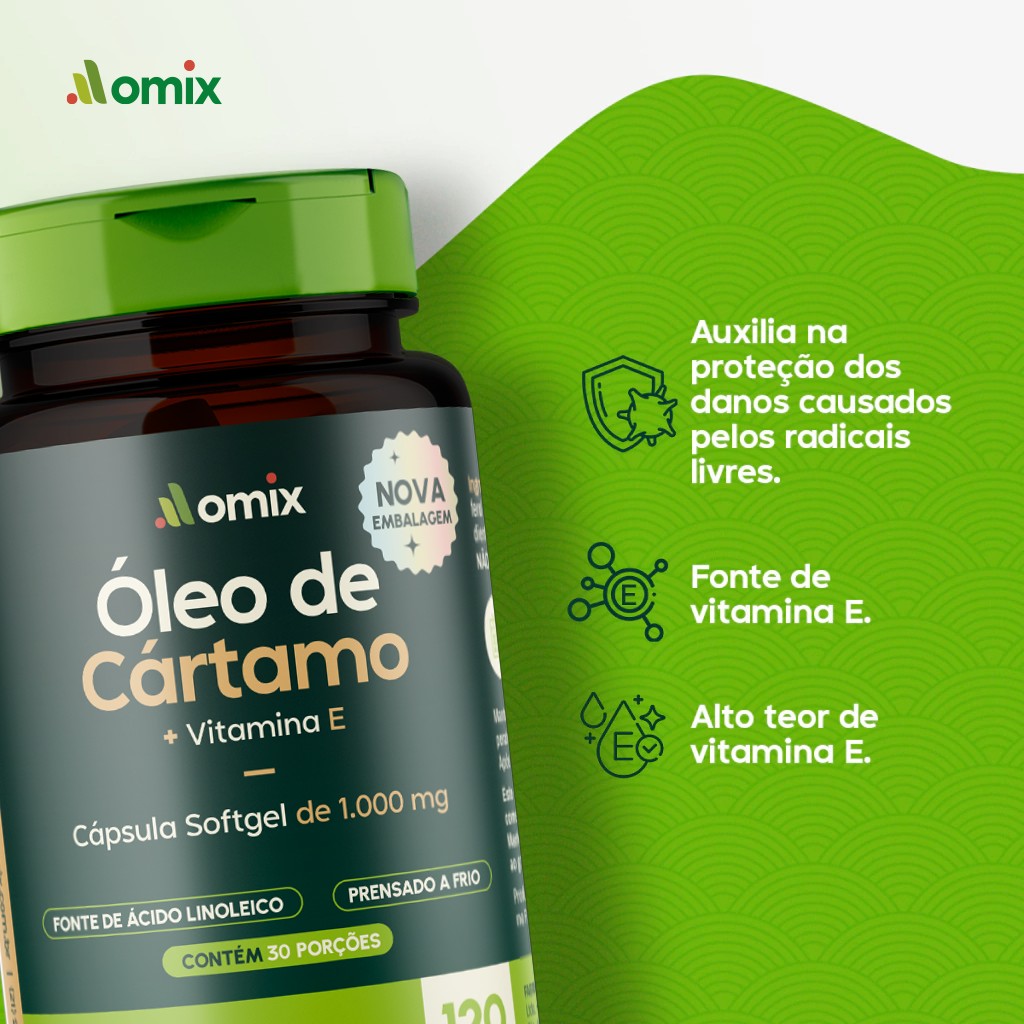 omix
omix
NOVA
EMBALAGEM
Óleo de
Cártamo
+ Vitamina E
Cápsula Softgel de 1.000 mg
FONTE DE ÁCIDO LINOLEICO
PRENSADO A FRIO
CONTÉM 30 PORÇÕES
120
Auxilia na
proteção dos
danos causados
pelos radicais
livres.
E
Fonte de
vitamina E.
E
Alto teor de
vitamina E.